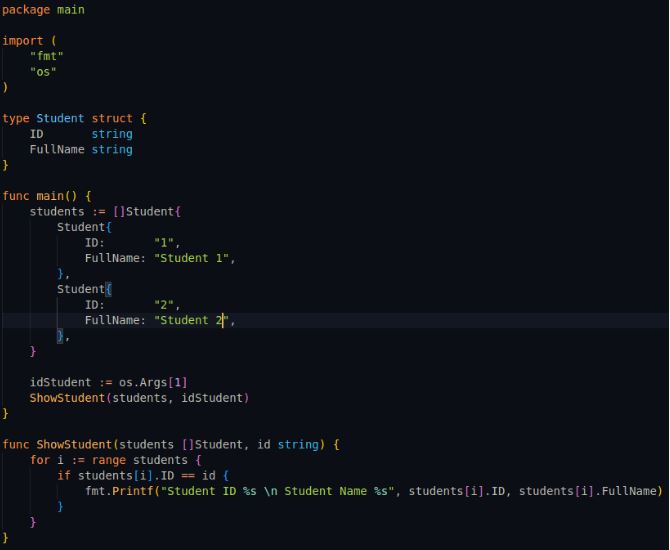 package main

import (
    "fmt"
    "os"
)

type Student struct {
    ID       string
    FullName string
}

func main() {
    students := []Student{
        Student{
            ID:       "1",
            FullName: "Student 1",
        },
        Student{
            ID:       "2",
            FullName: "Student 2",
        },
    }

    idStudent := os.Args[1]
    ShowStudent(students, idStudent)
}

func ShowStudent(students []Student, id string) {
    for i := range students {
        if students[i].ID == id {
            fmt.Printf("Student ID %s \n Student Name %s", students[i].ID, students[i].FullName)
        }
    }
}